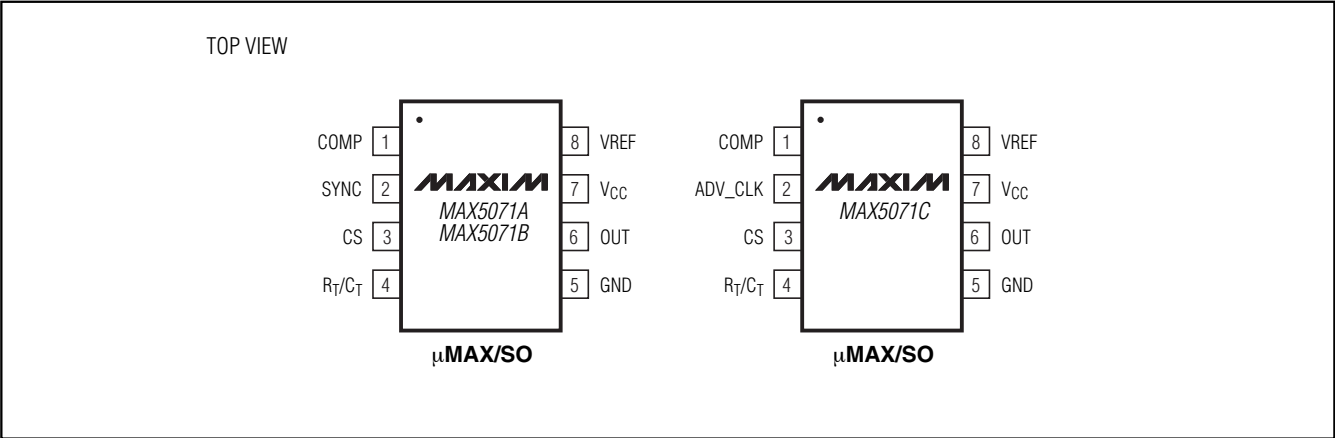 TOP VIEW
COMP 1
SYNC 2
CS 3
RT/CT 4
MAXIM
MAX5071A
MAX5071B
8 VREF
7 VCC
6 OUT
5 GND
µMAX/SO
COMP 1
ADV_CLK 2
CS 3
RT/CT 4
MAXIM
MAX5071C
8 VREF
7 VCC
6 OUT
5 GND
µMAX/SO